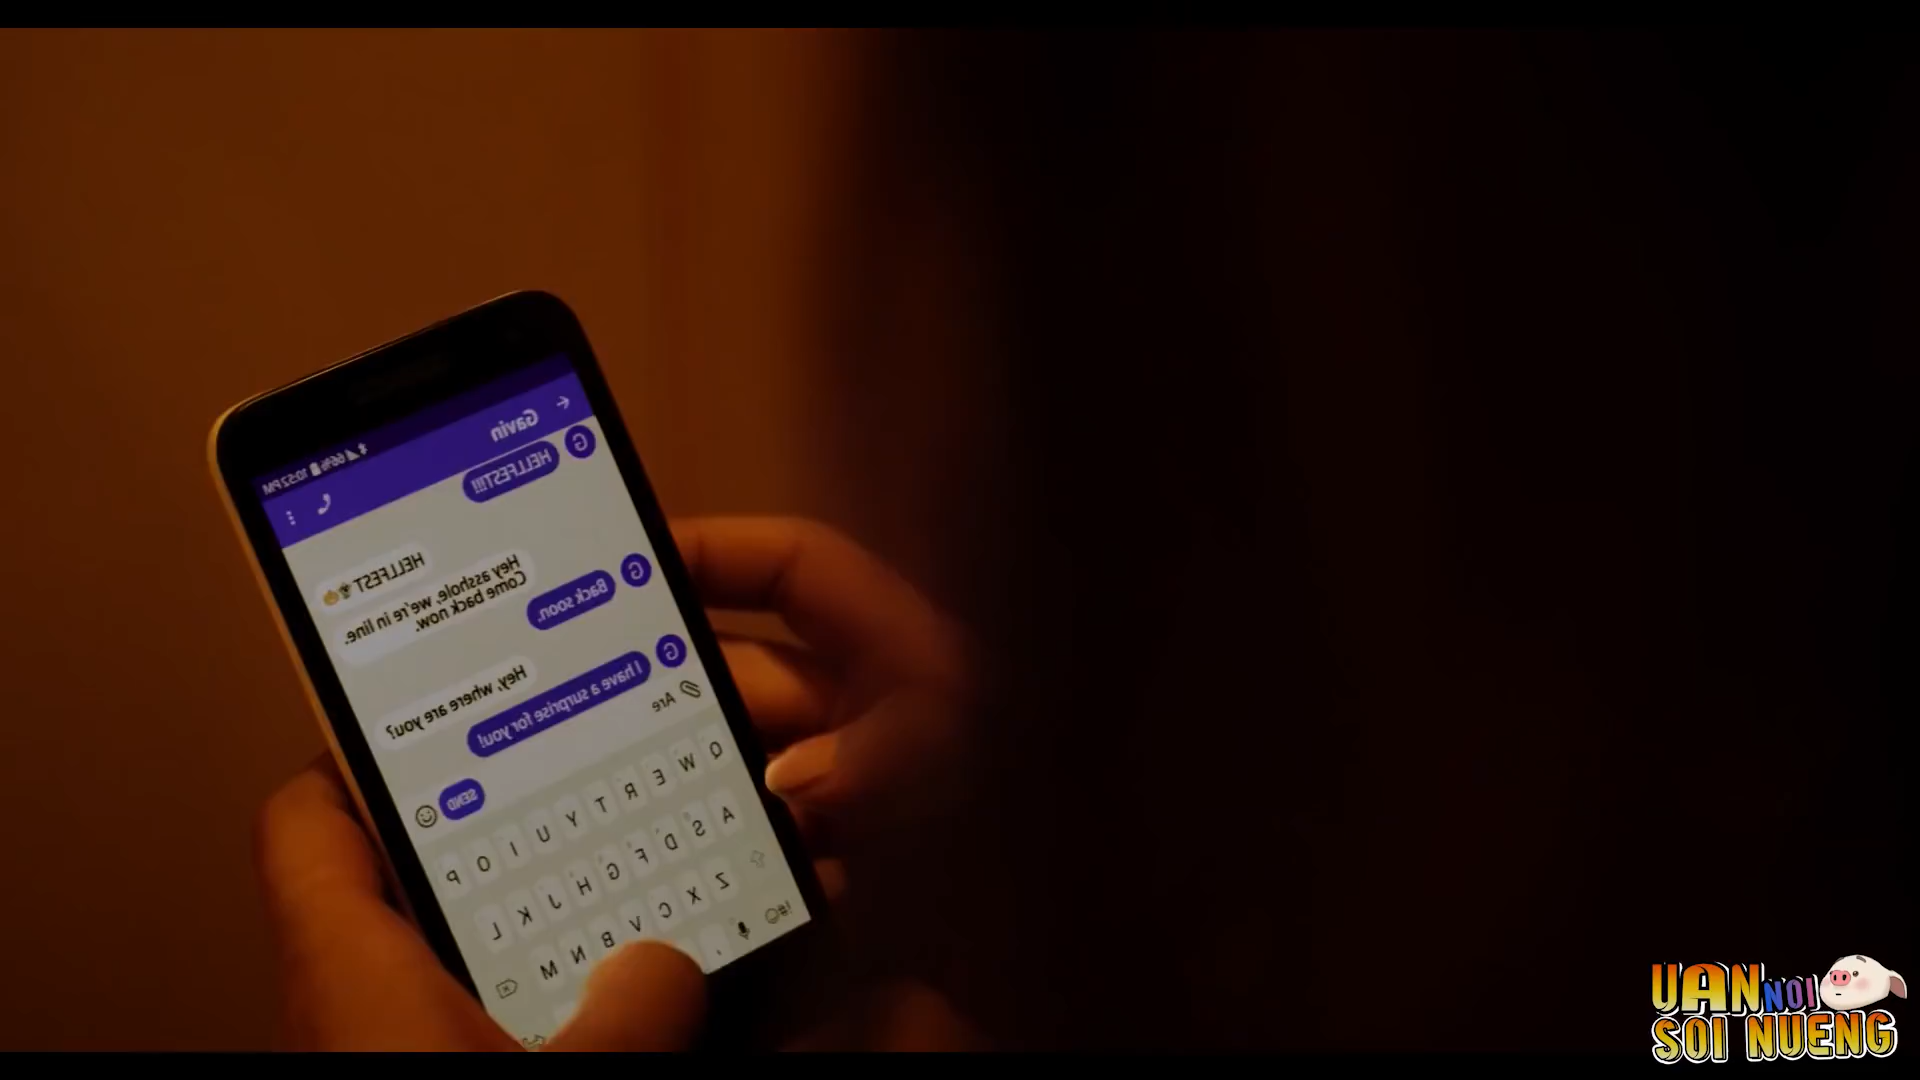 10:52 PM 66%
Gavin
HELLFEST!!!
HELLFEST
Hey asshole, we're in line.
Come back now.
Back soon.
Hey, where are you?
I have a surprise for you!
Are
SEND
Q W E R T Y U I O P
A S D F G H J K L
Z X C V B N M
!#
G
G
G
UAN NOI
SOI NUENG